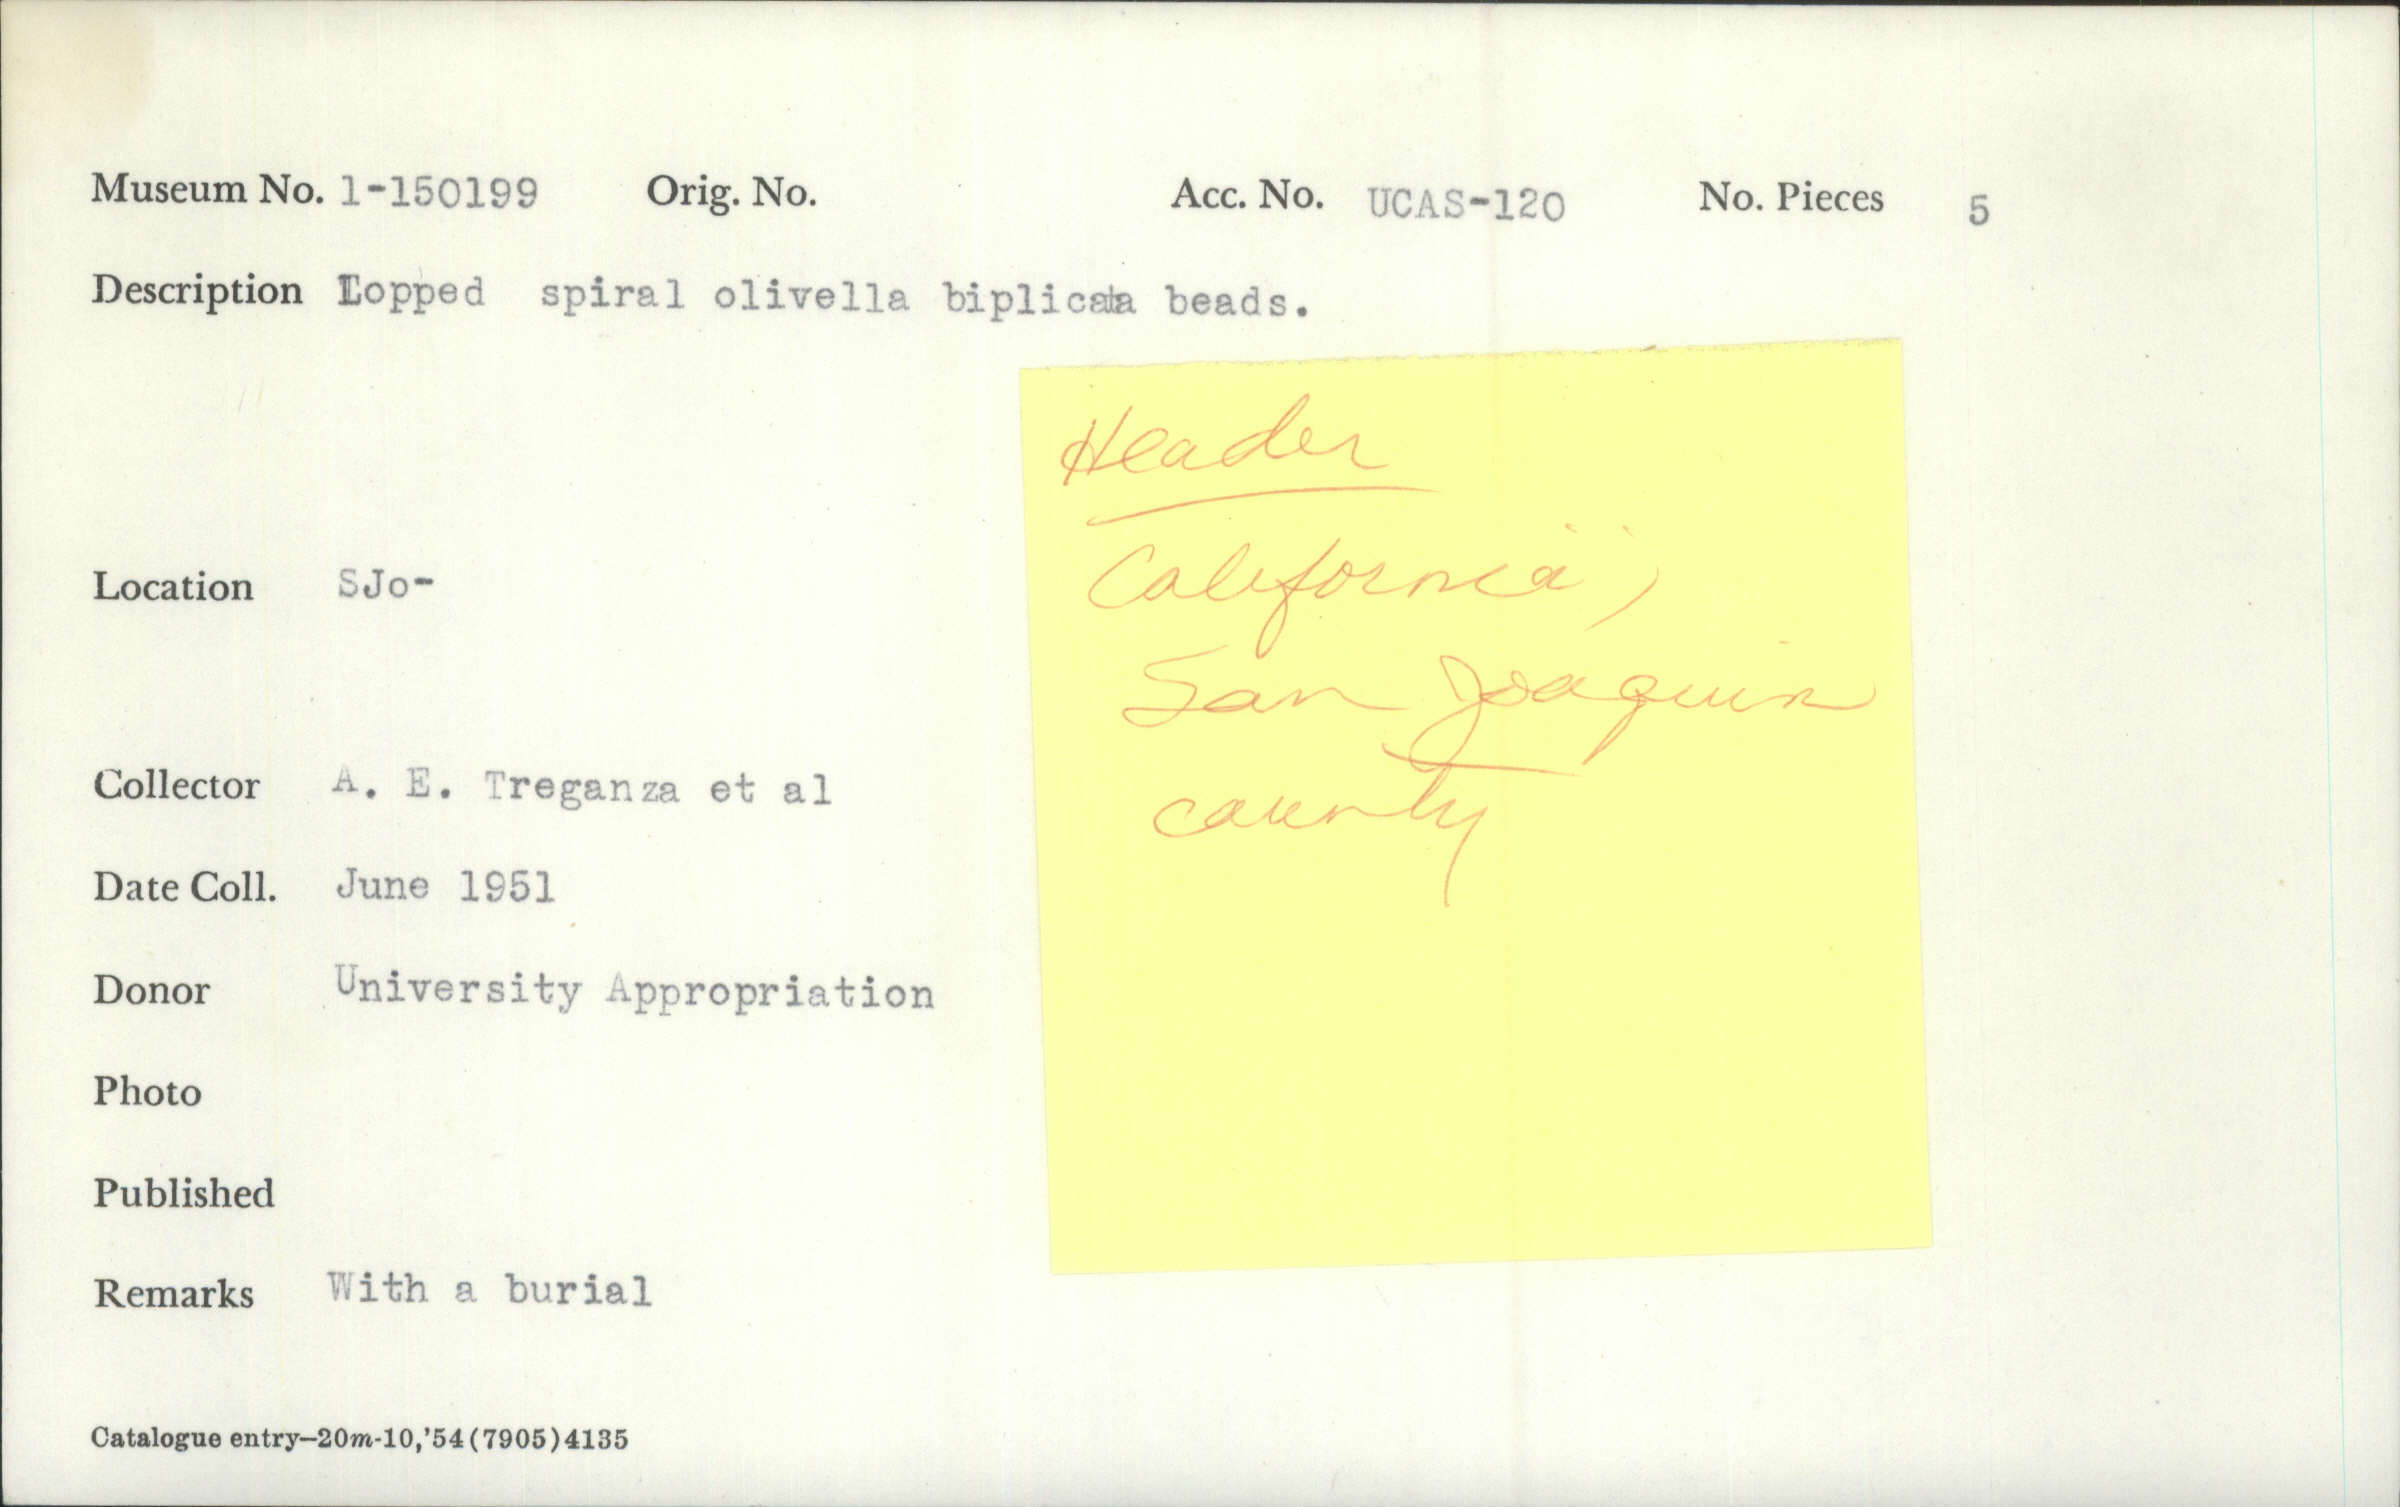 Museum No. 1-150199 Orig. No. Acc. No. UCAS-120 No. Pieces 5
Description Lopped spiral olivella biplicata beads.
Header
California,
San Joaquin
county
Location SJo-
Collector A. E. Treganza et al
Date Coll. June 1951
Donor University Appropriation
Photo
Published
Remarks With a burial
Catalogue entry—20m-10,'54(7905)4135